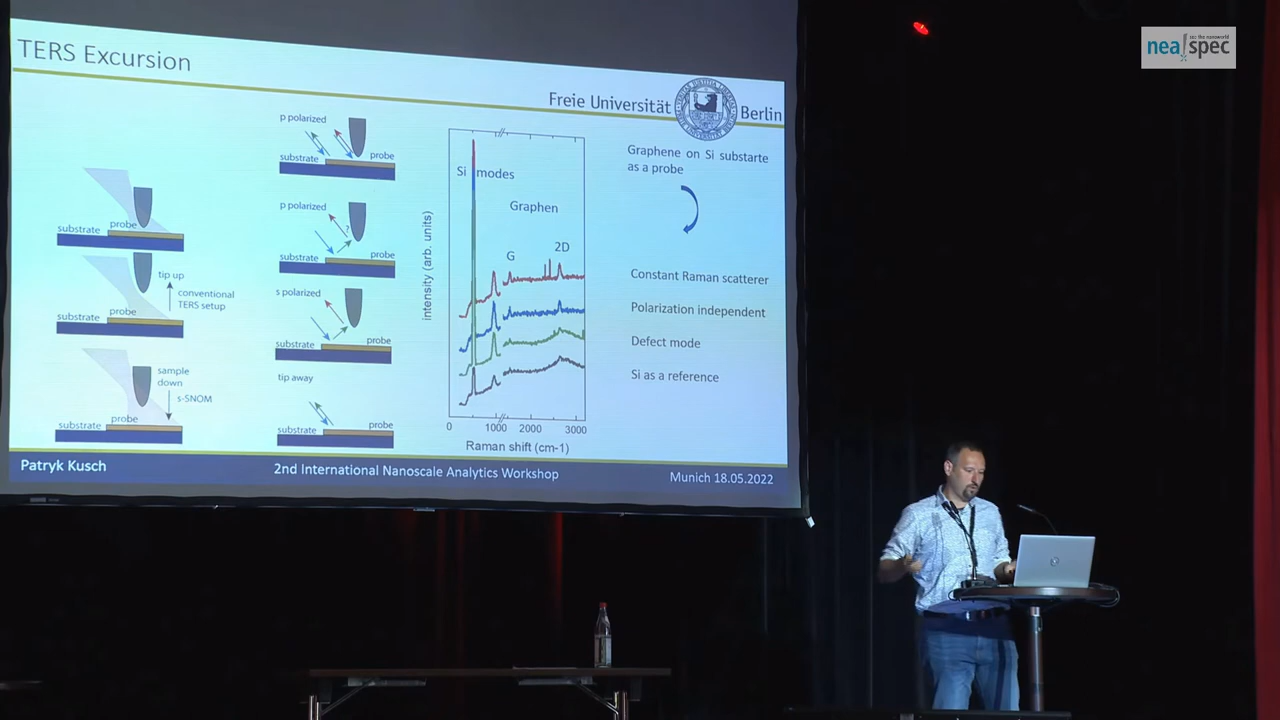 TERS Excursion
nea spec
see the nanoworld
Freie Universität Berlin
substrate probe
tip up
conventional
TERS setup
substrate probe
sample
down
s-SNOM
substrate probe
p polarized
substrate probe
p polarized
?
substrate probe
s polarized
substrate probe
tip away
substrate probe
intensity (arb. units)
Si modes
Graphen
G
2D
0 1000 2000 3000
Raman shift (cm-1)
Graphene on Si substarte
as a probe
Constant Raman scatterer
Polarization independent
Defect mode
Si as a reference
Patryk Kusch
2nd International Nanoscale Analytics Workshop
Munich 18.05.2022